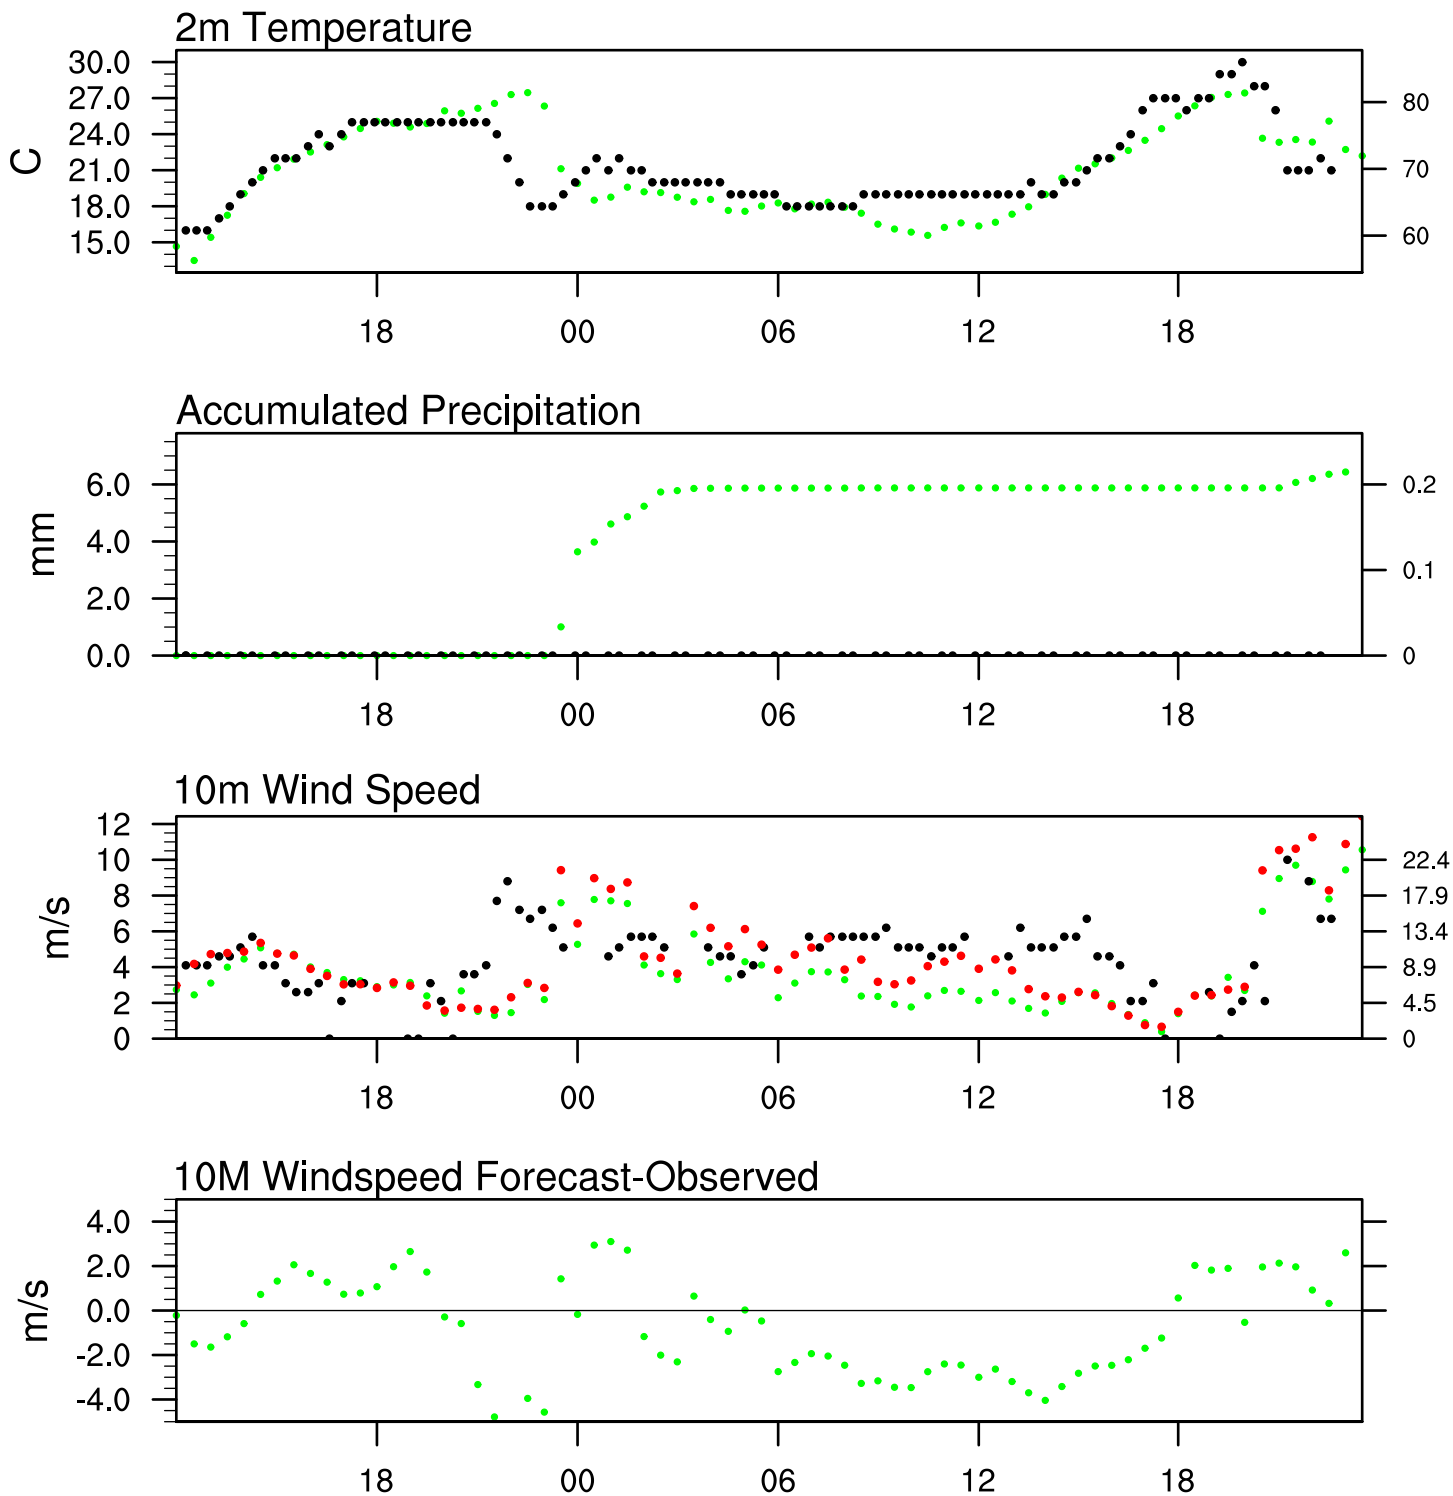 2m Temperature
30.0
27.0
24.0
21.0
18.0
15.0
C
80
70
60
18 00 06 12 18
Accumulated Precipitation
6.0
4.0
2.0
0.0
mm
0.2
0.1
0
18 00 06 12 18
10m Wind Speed
12
10
8
6
4
2
0
m/s
22.4
17.9
13.4
8.9
4.5
0
18 00 06 12 18
10M Windspeed Forecast-Observed
4.0
2.0
0.0
-2.0
-4.0
m/s
18 00 06 12 18